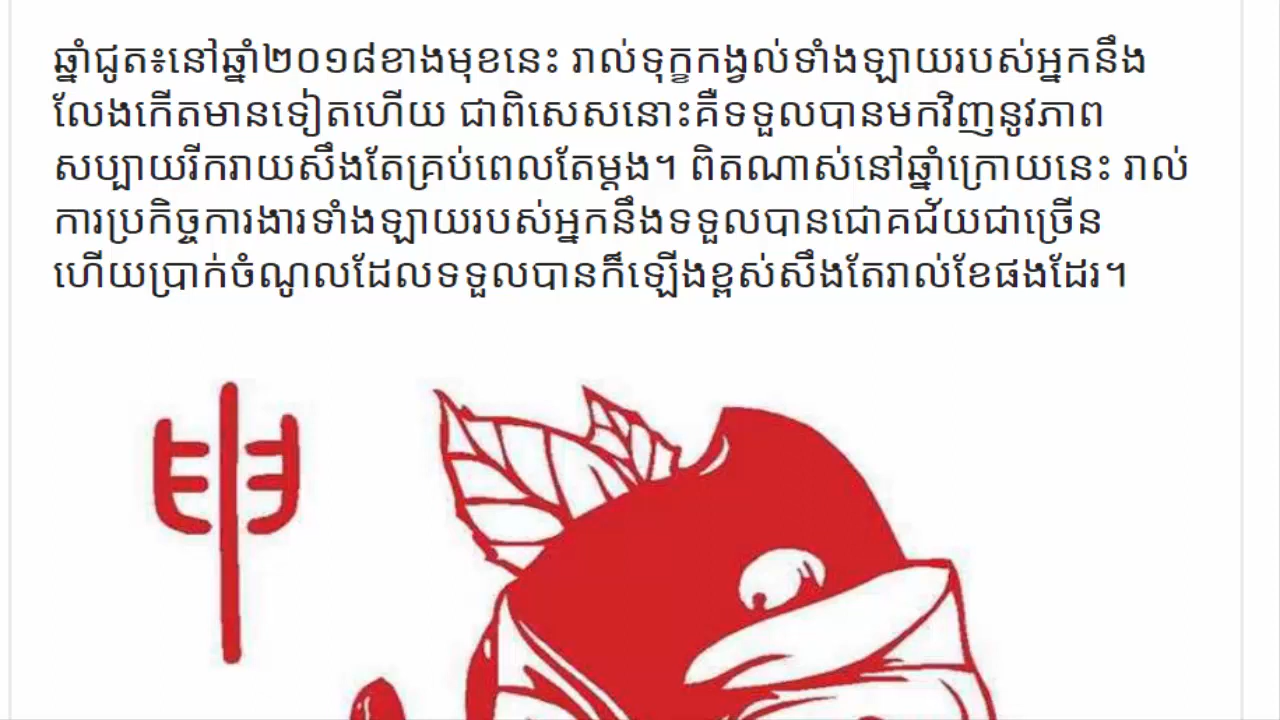 ឆ្នាំជូត៖នៅឆ្នាំ២០១៨ខាងមុខនេះ រាល់ទុក្ខកង្វល់ទាំងឡាយរបស់អ្នកនឹង
លែងកើតមានទៀតហើយ ជាពិសេសនោះគឺទទួលបានមកវិញនូវភាព
សប្បាយរីករាយសឹងតែគ្រប់ពេលតែម្តង។ ពិតណាស់នៅឆ្នាំក្រោយនេះ រាល់
ការប្រកិច្ចការងារទាំងឡាយរបស់អ្នកនឹងទទួលបានជោគជ័យជាច្រើន
ហើយប្រាក់ចំណូលដែលទទួលបានក៏ឡើងខ្ពស់សឹងតែរាល់ខែផងដែរ។
申